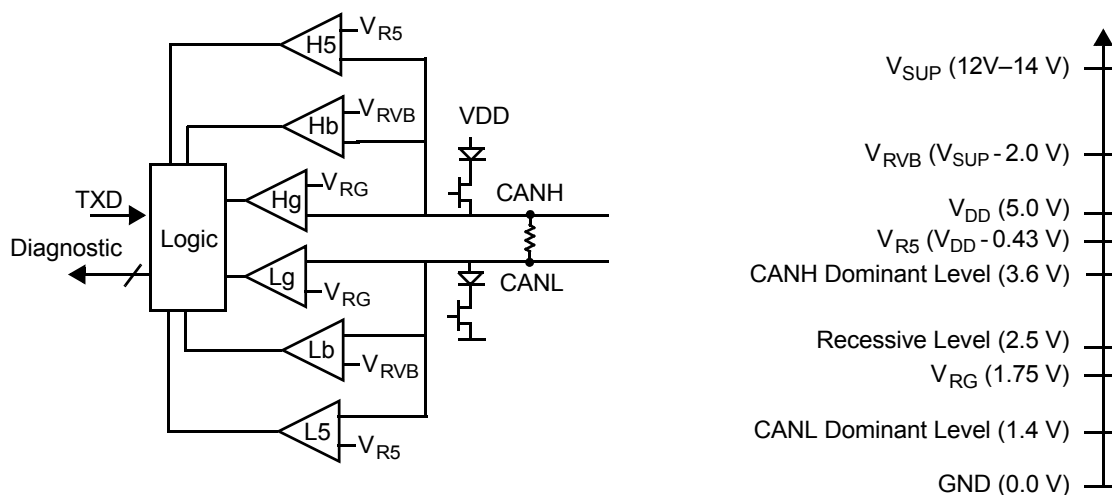 H5
V_R5
Hb
V_RVB
VDD
Hg
V_RG
CANH
TXD
Logic
Diagnostic
Lg
V_RG
CANL
Lb
V_RVB
L5
V_R5
V_SUP (12V–14 V)
V_RVB (V_SUP - 2.0 V)
V_DD (5.0 V)
V_R5 (V_DD - 0.43 V)
CANH Dominant Level (3.6 V)
Recessive Level (2.5 V)
V_RG (1.75 V)
CANL Dominant Level (1.4 V)
GND (0.0 V)